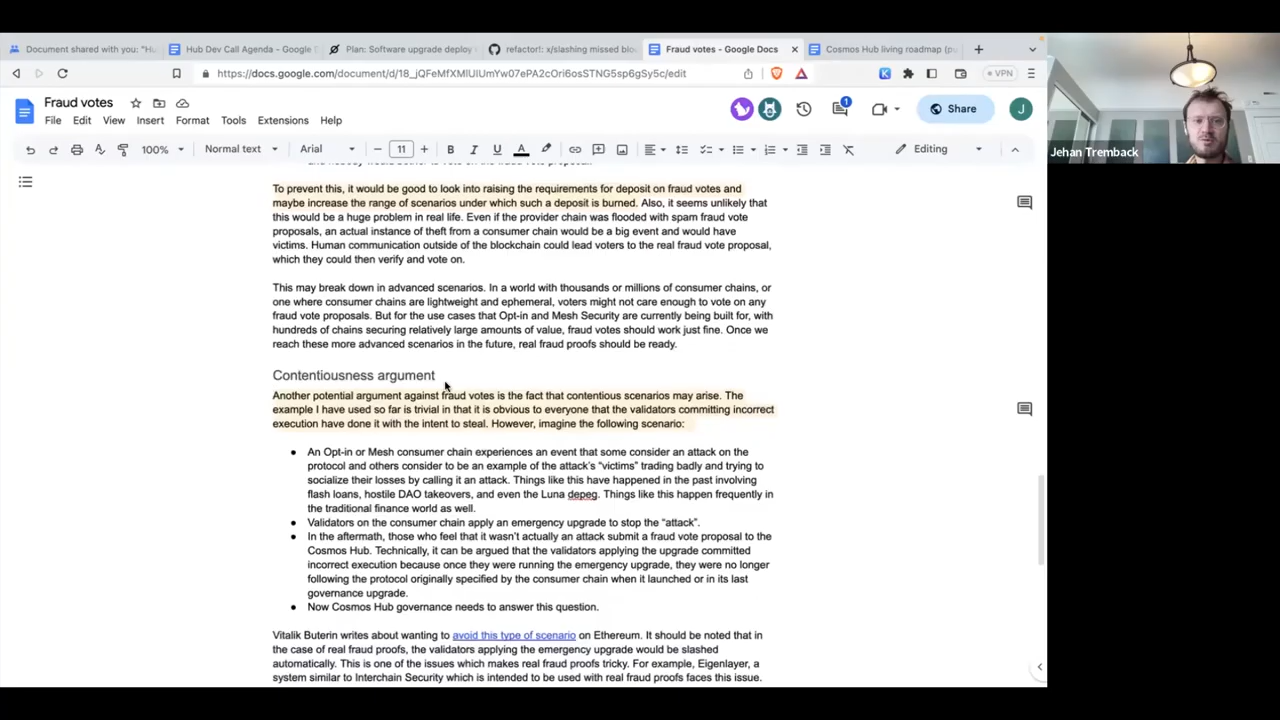 Document shared with you: "Hu
Hub Dev Call Agenda - Google D
Plan: Software upgrade deploy
refactor!: x/slashing missed blo
Fraud votes - Google Docs
Cosmos Hub living roadmap (pu
https://docs.google.com/document/d/18_jQFeMfXMlUIUmYw07ePA2cOri6osSTNG5sp6gSy5c/edit
VPN
Fraud votes
File Edit View Insert Format Tools Extensions Help
1
Share
J
100% Normal text Arial 11 B I U A Editing
and nobody would bother to vote on the fraud vote proposal.
To prevent this, it would be good to look into raising the requirements for deposit on fraud votes and
maybe increase the range of scenarios under which such a deposit is burned. Also, it seems unlikely that
this would be a huge problem in real life. Even if the provider chain was flooded with spam fraud vote
proposals, an actual instance of theft from a consumer chain would be a big event and would have
victims. Human communication outside of the blockchain could lead voters to the real fraud vote proposal,
which they could then verify and vote on.
This may break down in advanced scenarios. In a world with thousands or millions of consumer chains, or
one where consumer chains are lightweight and ephemeral, voters might not care enough to vote on any
fraud vote proposals. But for the use cases that Opt-in and Mesh Security are currently being built for, with
hundreds of chains securing relatively large amounts of value, fraud votes should work just fine. Once we
reach these more advanced scenarios in the future, real fraud proofs should be ready.
Contentiousness argument
Another potential argument against fraud votes is the fact that contentious scenarios may arise. The
example I have used so far is trivial in that it is obvious to everyone that the validators committing incorrect
execution have done it with the intent to steal. However, imagine the following scenario:
● An Opt-in or Mesh consumer chain experiences an event that some consider an attack on the
protocol and others consider to be an example of the attack's “victims” trading badly and trying to
socialize their losses by calling it an attack. Things like this have happened in the past involving
flash loans, hostile DAO takeovers, and even the Luna depeg. Things like this happen frequently in
the traditional finance world as well.
● Validators on the consumer chain apply an emergency upgrade to stop the “attack”.
● In the aftermath, those who feel that it wasn't actually an attack submit a fraud vote proposal to the
Cosmos Hub. Technically, it can be argued that the validators applying the upgrade committed
incorrect execution because once they were running the emergency upgrade, they were no longer
following the protocol originally specified by the consumer chain when it launched or in its last
governance upgrade.
● Now Cosmos Hub governance needs to answer this question.
Vitalik Buterin writes about wanting to avoid this type of scenario on Ethereum. It should be noted that in
the case of real fraud proofs, the validators applying the emergency upgrade would be slashed
automatically. This is one of the issues which makes real fraud proofs tricky. For example, Eigenlayer, a
system similar to Interchain Security which is intended to be used with real fraud proofs faces this issue.
Jehan Tremback